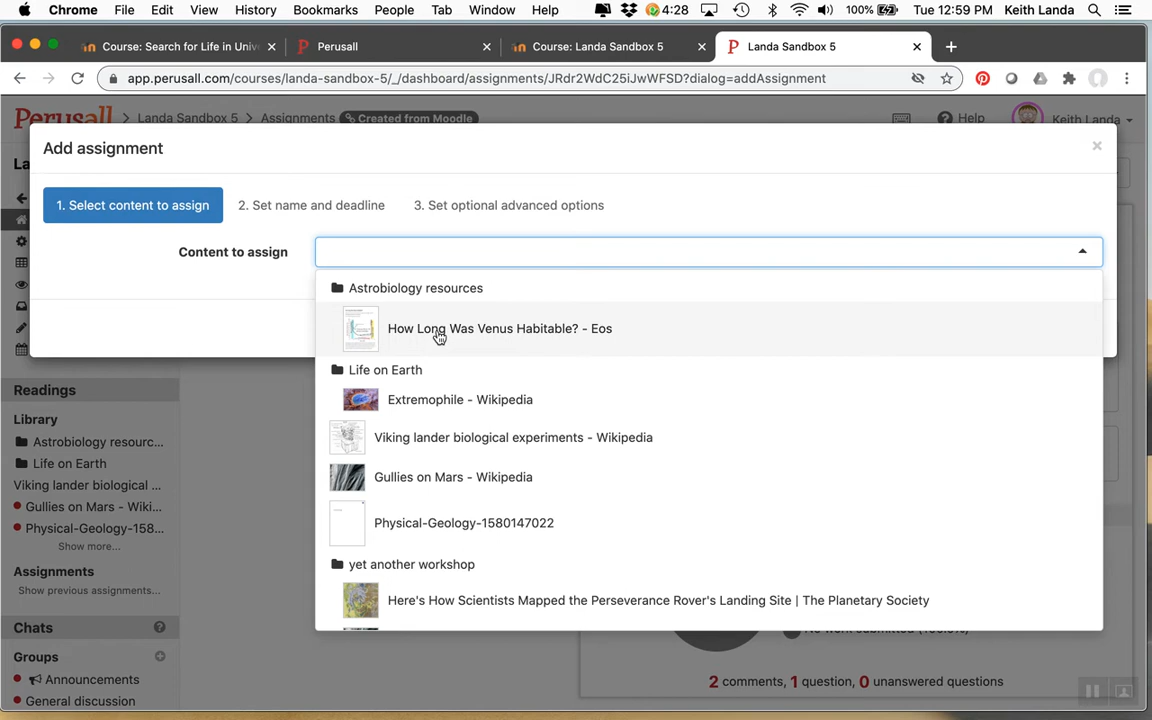 Chrome File Edit View History Bookmarks People Tab Window Help 4:28 100% Tue 12:59 PM Keith Landa
Course: Search for Life in Univ
Perusall
Course: Landa Sandbox 5
Landa Sandbox 5
app.perusall.com/courses/landa-sandbox-5/_/dashboard/assignments/JRdr2WdC25iJwWFSD?dialog=addAssignment
Perusall > Landa Sandbox 5 > Assignments Created from Moodle Help Keith Landa
Add assignment
La
1. Select content to assign 2. Set name and deadline 3. Set optional advanced options
Content to assign
Astrobiology resources
How Long Was Venus Habitable? - Eos
Life on Earth
Extremophile - Wikipedia
Viking lander biological experiments - Wikipedia
Gullies on Mars - Wikipedia
Physical-Geology-1580147022
yet another workshop
Here's How Scientists Mapped the Perseverance Rover's Landing Site | The Planetary Society
Readings
Library
Astrobiology resourc...
Life on Earth
Viking lander biological ...
Gullies on Mars - Wiki...
Physical-Geology-158...
Show more...
Assignments
Show previous assignments...
Chats
Groups
Announcements
General discussion
2 comments, 1 question, 0 unanswered questions